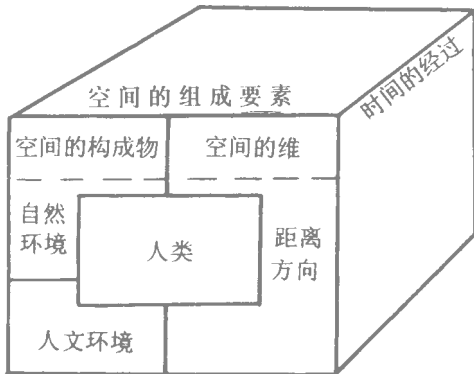 空间的组成要素
时间的经过
空间的构成物
空间的维
自然
环境
人类
距离
方向
人文环境